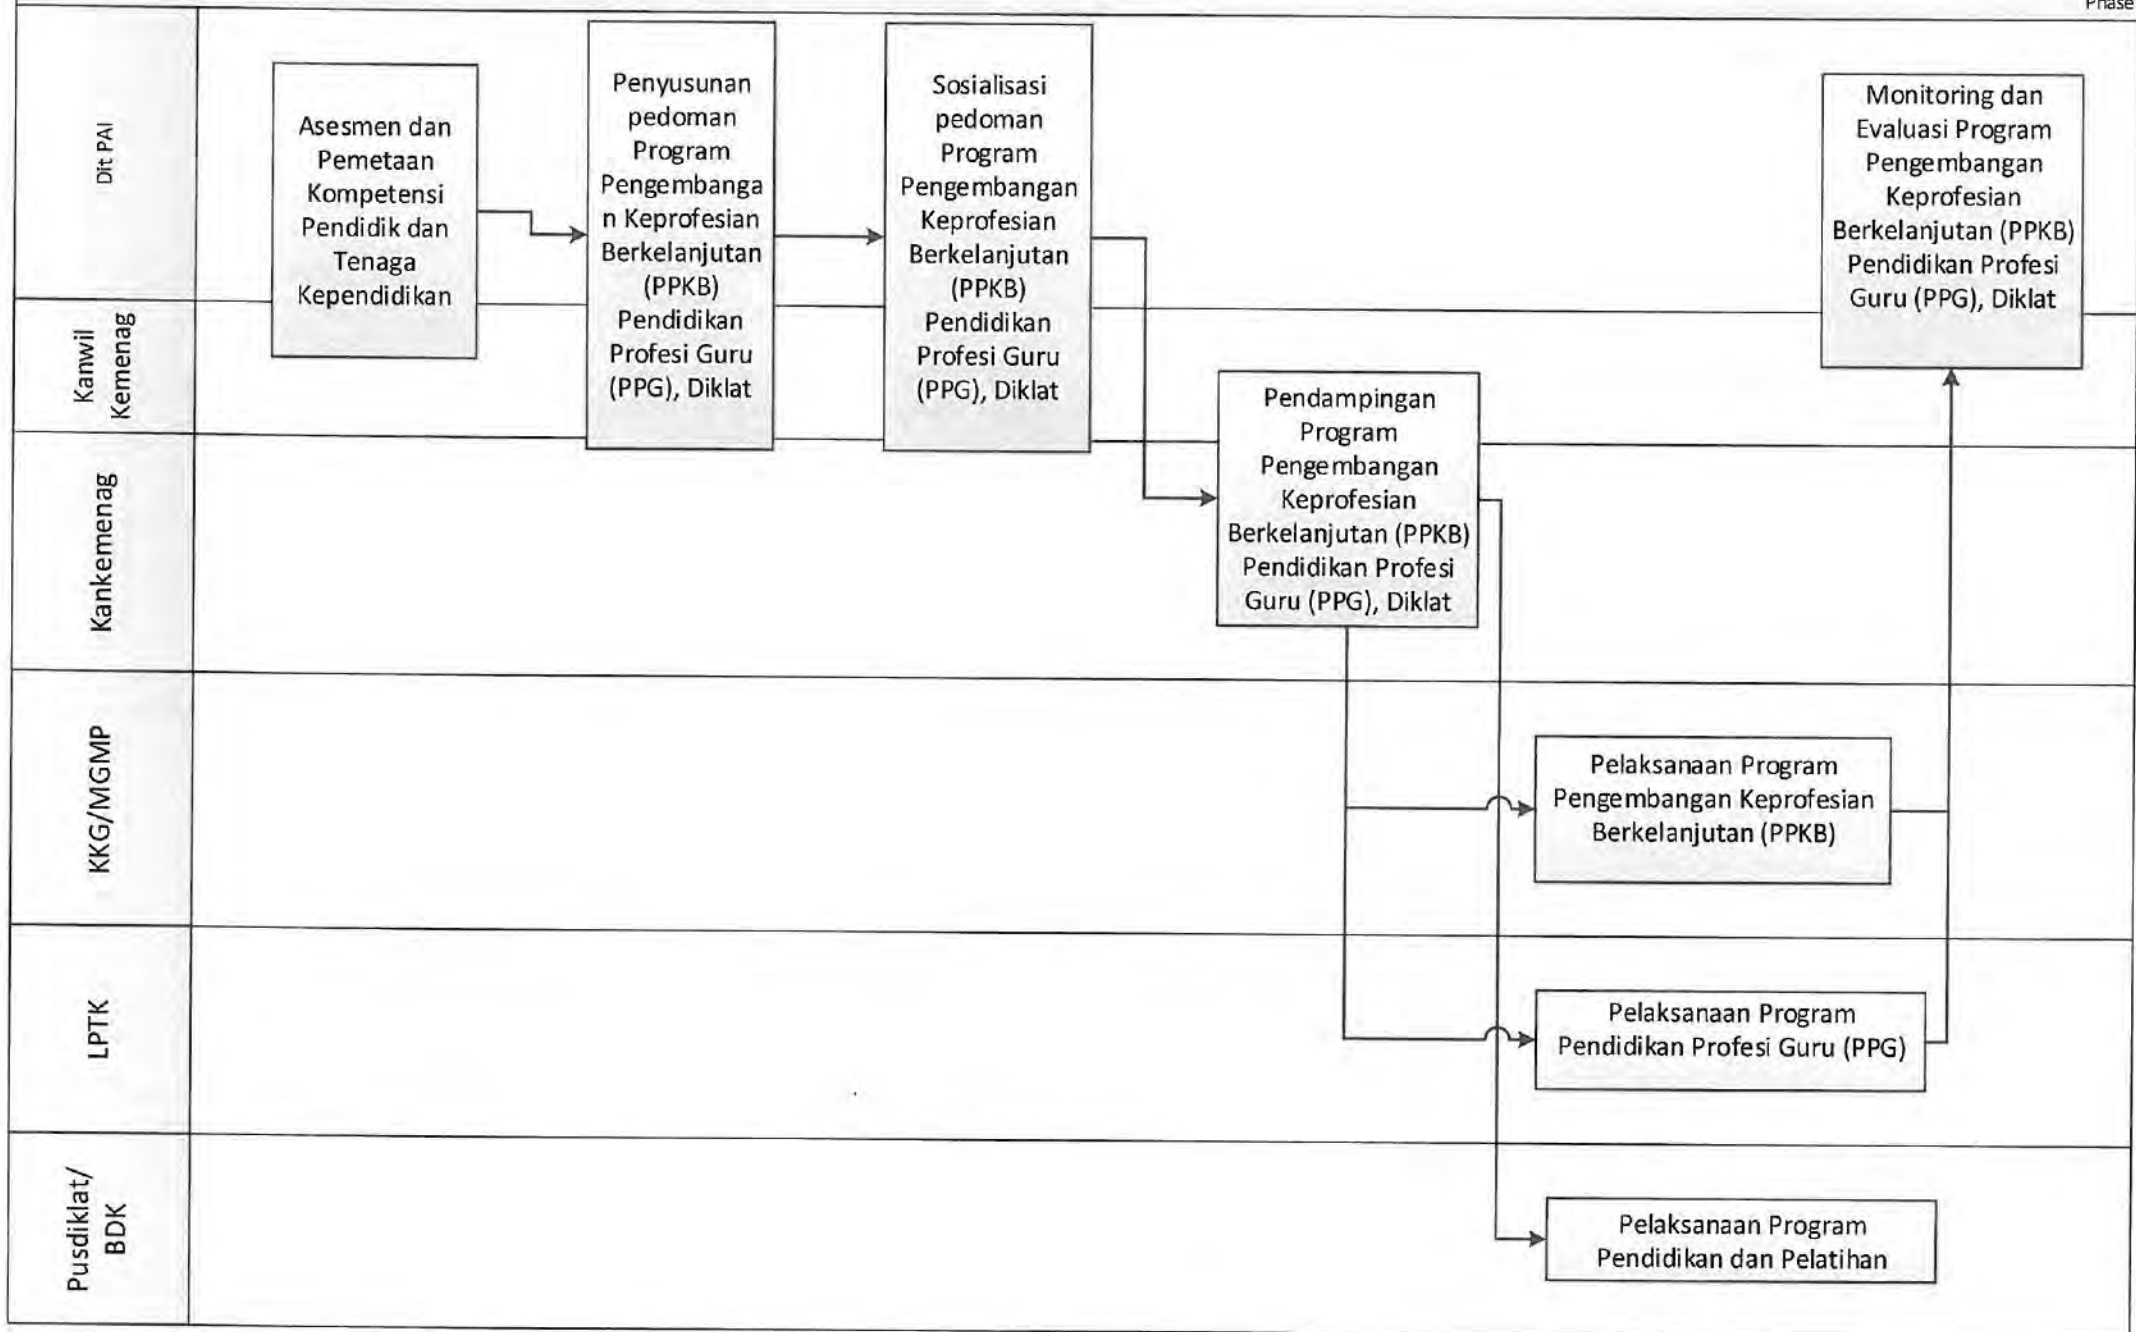 Phase
Dit PAI
Asesmen dan
Pemetaan
Kompetensi
Pendidik dan
Tenaga
Kependidikan
Penyusunan
pedoman
Program
Pengembanga
n Keprofesian
Berkelanjutan
(PPKB)
Pendidikan
Profesi Guru
(PPG), Diklat
Sosialisasi
pedoman
Program
Pengembangan
Keprofesian
Berkelanjutan
(PPKB)
Pendidikan
Profesi Guru
(PPG), Diklat
Monitoring dan
Evaluasi Program
Pengembangan
Keprofesian
Berkelanjutan (PPKB)
Pendidikan Profesi
Guru (PPG), Diklat
Kanwil
Kemenag
Pendampingan
Program
Pengembangan
Keprofesian
Berkelanjutan (PPKB)
Pendidikan Profesi
Guru (PPG), Diklat
Kankemenag
KKG/MGMP
Pelaksanaan Program
Pengembangan Keprofesian
Berkelanjutan (PPKB)
LPTK
Pelaksanaan Program
Pendidikan Profesi Guru (PPG)
Pusdiklat/
BDK
Pelaksanaan Program
Pendidikan dan Pelatihan